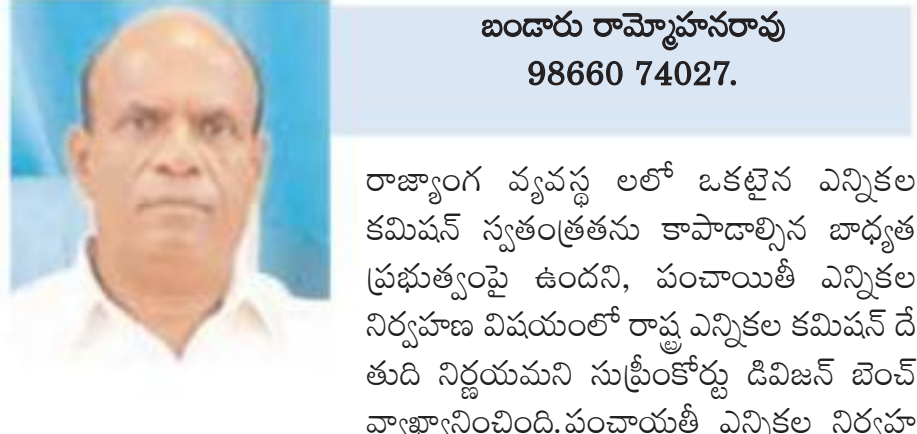 బండారు రామ్మోహనరావు
98660 74027.
రాజ్యాంగ వ్యవస్థ లలో ఒకటైన ఎన్నికల
కమిషన్ స్వతంత్రతను కాపాడాల్సిన బాధ్యత
ప్రభుత్వంపై ఉందని, పంచాయితీ ఎన్నికల
నిర్వహణ విషయంలో రాష్ట్ర ఎన్నికల కమిషన్ దే
తుది నిర్ణయమని సుప్రీంకోర్టు డివిజన్ బెంచ్
వ్యాఖ్యానించింది.పంచాయతీ ఎన్నికల నిర్వహ